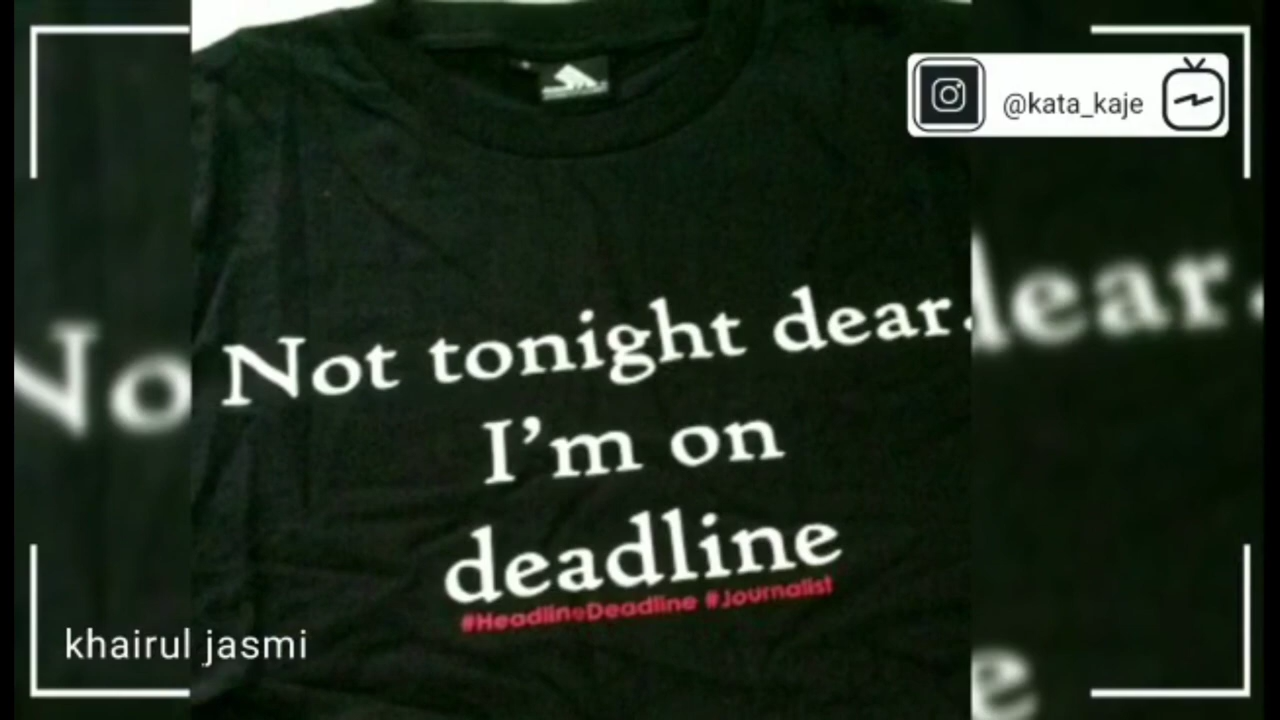 @kata_kaje
Not tonight dear.
I'm on
deadline
#HeadlineDeadline #Journalist
khairul jasmi